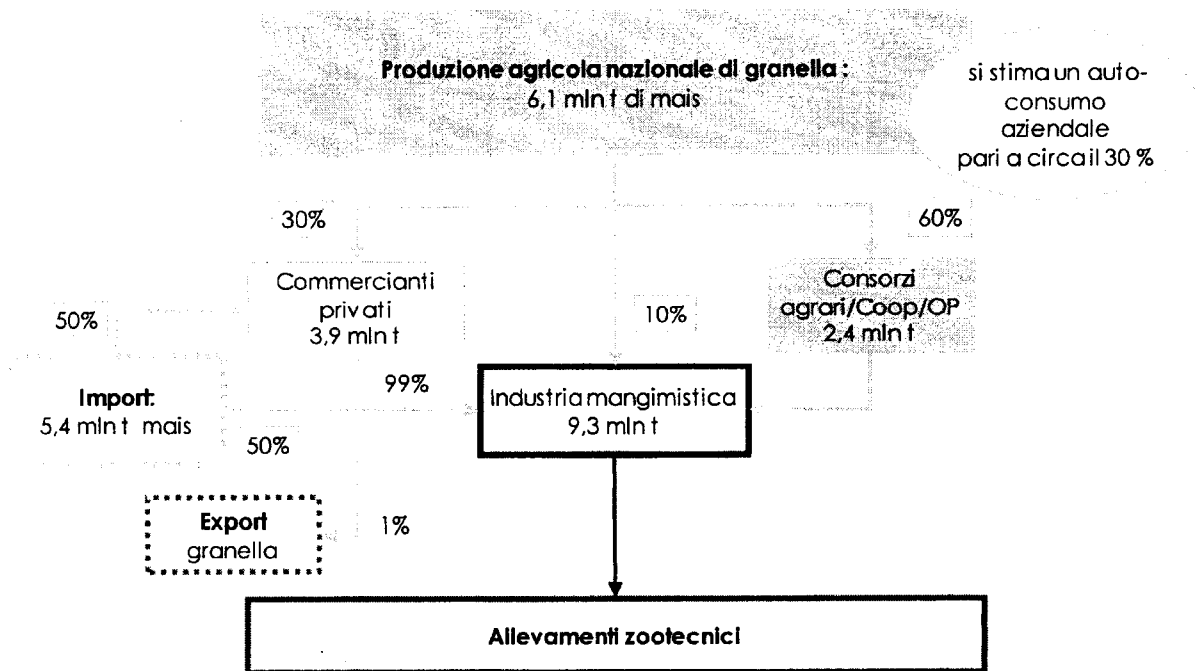 Produzione agricola nazionale di granella :
6,1 mln t di mais
si stima un auto-
consumo
aziendale
pari a circa il 30 %
30%
60%
Commercianti
privati
3,9 mln t
Consorzi
agrari/Coop/OP
2,4 mln t
50%
10%
99%
Import:
5,4 mln t mais
Industria mangimistica
9,3 mln t
50%
Export
granella
1%
Allevamenti zootecnici